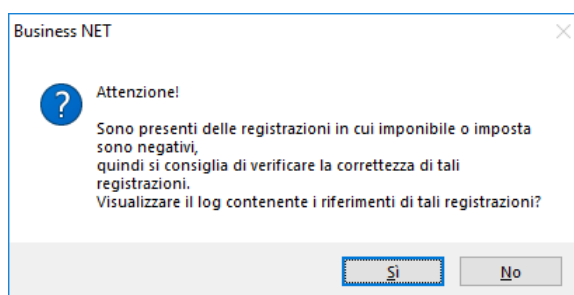 Business NET
Attenzione!
Sono presenti delle registrazioni in cui imponibile o imposta
sono negativi,
quindi si consiglia di verificare la correttezza di tali
registrazioni.
Visualizzare il log contenente i riferimenti di tali registrazioni?
Sì
No